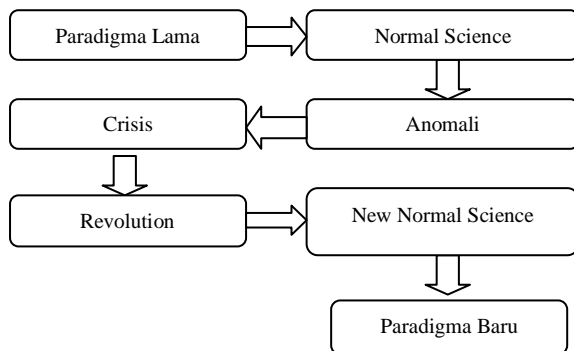 Paradigma Lama
Normal Science
Anomali
Crisis
Revolution
New Normal Science
Paradigma Baru